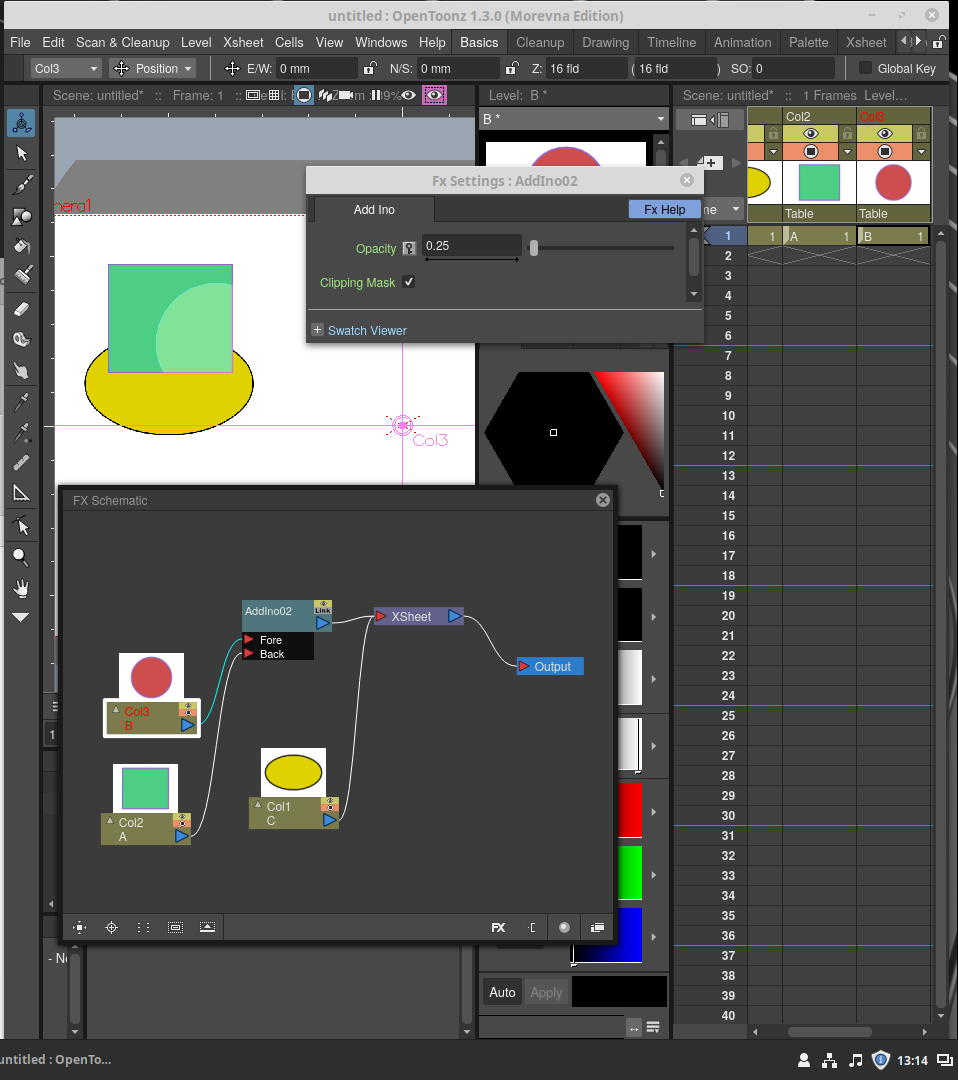 untitled : OpenToonz 1.3.0 (Morevna Edition)
File Edit Scan & Cleanup Level Xsheet Cells View Windows Help Basics Cleanup Drawing Timeline Animation Palette Xsheet
Col3 Position E/W: 0 mm N/S: 0 mm Z: 16 fld (16 fld ) SO: 0 Global Key
Scene: untitled* :: Frame: 1 ::
Level: B *
Scene: untitled* :: 1 Frames Level...
B *
Col2 Col3
Table Table
1
1 A 1 B 1
2
3
4
5
6
7
8
9
10
11
12
13
14
15
16
17
18
19
20
21
22
23
24
25
26
27
28
29
30
31
32
33
34
35
36
37
38
39
40
Fx Settings : AddIno02
Add Ino Fx Help
Opacity 0.25
Clipping Mask
+ Swatch Viewer
Col3
FX Schematic
AddIno02 Link
Fore
Back
XSheet
Output
Col3
B
Col2
A
Col1
C
FX
1
Auto Apply
untitled : OpenTo...
13:14